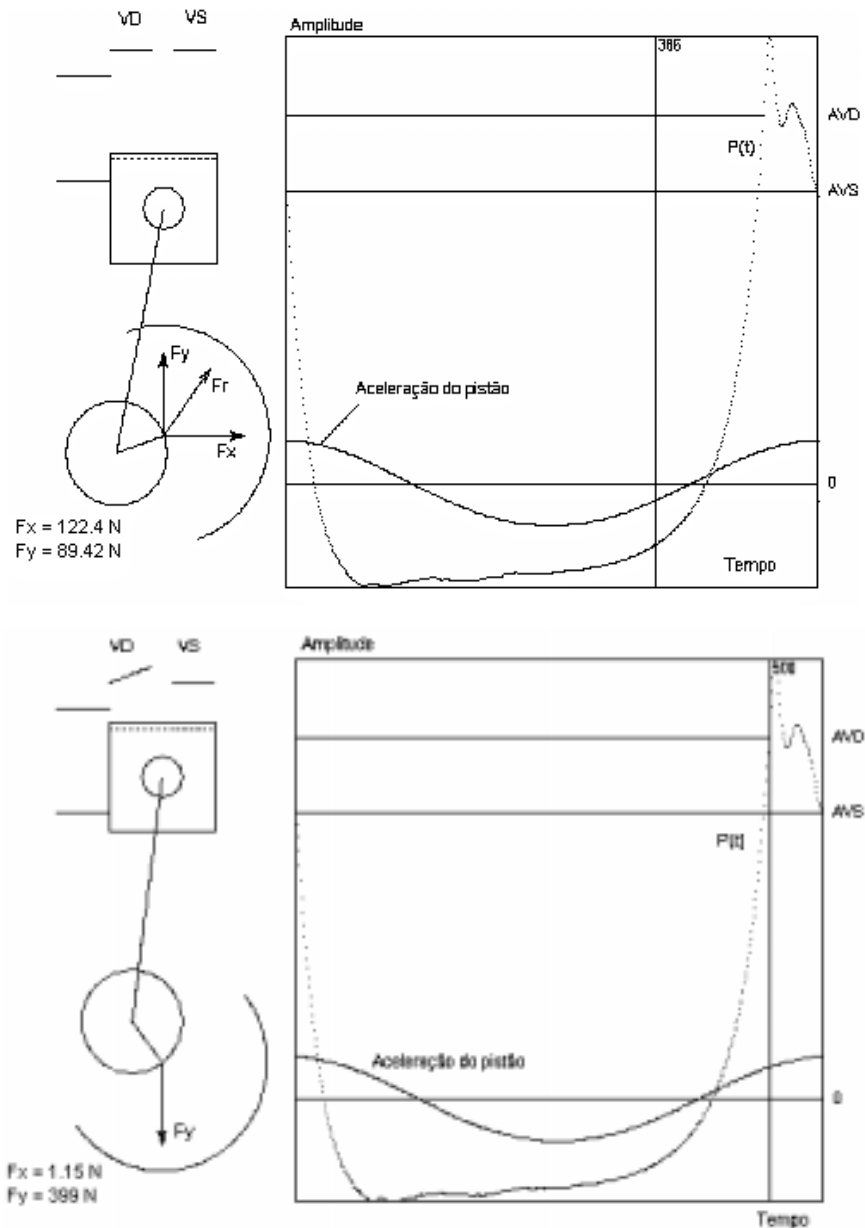 VD VS
Amplitude
386
AVD
P(t)
AVS
Fy
Fr
Aceleração do pistão
Fx
0
Fx = 122.4 N
Fy = 89.42 N
Tempo
VD VS
Amplitude
AVD
AVS
P(t)
Aceleração do pistão
0
Fy
Fx = 1.15 N
Fy = 399 N
Tempo